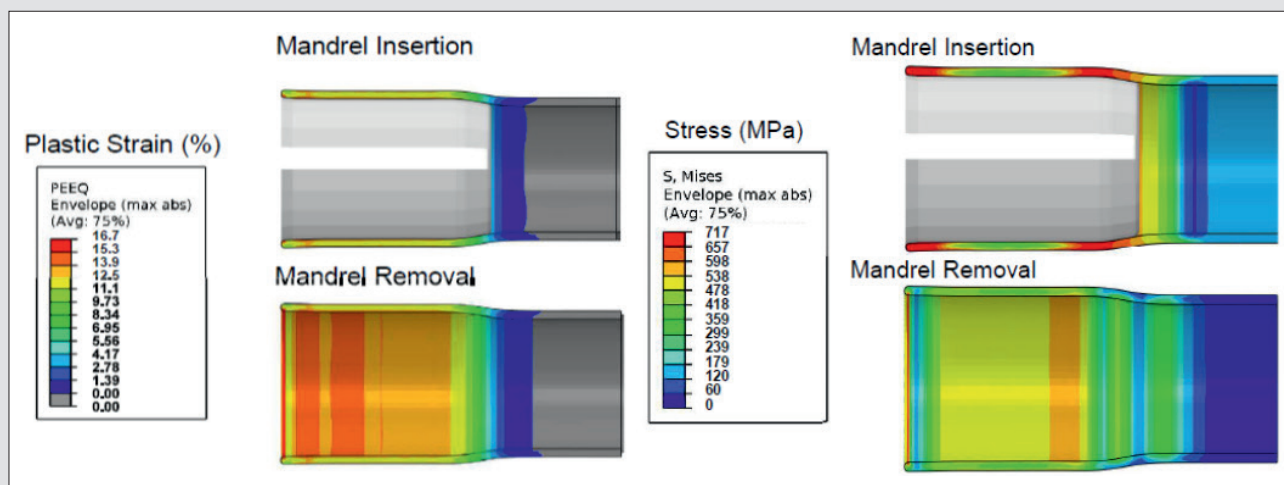 Mandrel Insertion
Plastic Strain (%)
PEEQ
Envelope (max abs)
(Avg: 75%)
16.7
15.3
13.9
12.5
11.1
9.73
8.34
6.95
5.56
4.17
2.78
1.39
0.00
0.00
Mandrel Removal
Mandrel Insertion
Stress (MPa)
S, Mises
Envelope (max abs)
(Avg: 75%)
717
657
598
538
478
418
359
299
239
179
120
60
0
Mandrel Removal